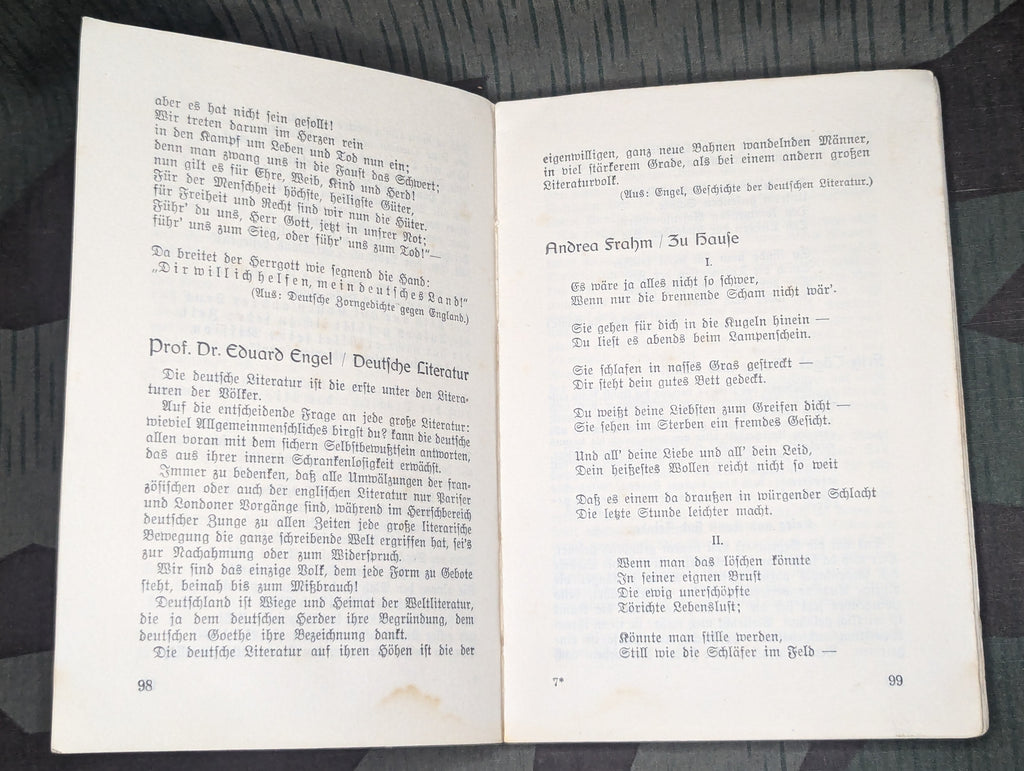 aber es hat nicht sein gesollt!
Wir treten darum im Herzen rein
in den Kampf um Leben und Tod nun ein;
denn man zwang uns in die Faust das Schwert;
nun gilt es für Ehre, Weib, Kind und Herd!
Für der Menschheit höchste, heiligste Güter,
für Freiheit und Recht sind wir nun die Hüter.
Führ' du uns, Herr Gott, jetzt in unsrer Not;
führ' uns zum Sieg, oder führ' uns zum Tod!"—
Da breitet der Herrgott wie segnend die Hand:
„Dir will ich helfen, mein deutsches Land!"
(Aus: Deutsche Zorngedichte gegen England.)
Prof. Dr. Eduard Engel / Deutsche Literatur
Die deutsche Literatur ist die erste unter den Litera-
turen der Völker.
Auf die entscheidende Frage an jede große Literatur:
wieviel Allgemeinmenschliches birgst du? kann die deutsche
allen voran mit dem sichern Selbstbewußtsein antworten,
das aus ihrer innern Schrankenlosigkeit erwächst.
Immer zu bedenken, daß alle Umwälzungen der fran-
zösischen oder auch der englischen Literatur nur Pariser
und Londoner Vorgänge sind, während im Herrschbereich
deutscher Zunge zu allen Zeiten jede große literarische
Bewegung die ganze schreibende Welt ergriffen hat, sei's
zur Nachahmung oder zum Widerspruch.
Wir sind das einzige Volk, dem jede Form zu Gebote
steht, beinah bis zum Mißbrauch!
Deutschland ist Wiege und Heimat der Weltliteratur,
die ja dem deutschen Herder ihre Begründung, dem
deutschen Goethe ihre Bezeichnung dankt.
Die deutsche Literatur auf ihren Höhen ist die der
98
eigenwilligen, ganz neue Bahnen wandelnden Männer,
in viel stärkerem Grade, als bei einem andern großen
Literaturvolk.
(Aus: Engel, Geschichte der deutschen Literatur.)
Andrea Frahm / Zu Hause
I.
Es wäre ja alles nicht so schwer,
Wenn nur die brennende Scham nicht wär'.
Sie gehen für dich in die Kugeln hinein —
Du liest es abends beim Lampenschein.
Sie schlafen in nasses Gras gestreckt —
Dir steht dein gutes Bett gedeckt.
Du weißt deine Liebsten zum Greifen dicht —
Sie sehen im Sterben ein fremdes Gesicht.
Und all' deine Liebe und all' dein Leid,
Dein heißestes Wollen reicht nicht so weit
Daß es einem da draußen in würgender Schlacht
Die letzte Stunde leichter macht.
II.
Wenn man das löschen könnte
In seiner eignen Brust
Die ewig unerschöpfte
Törichte Lebenslust;
Könnte man stille werden,
Still wie die Schläfer im Feld —
7*
99